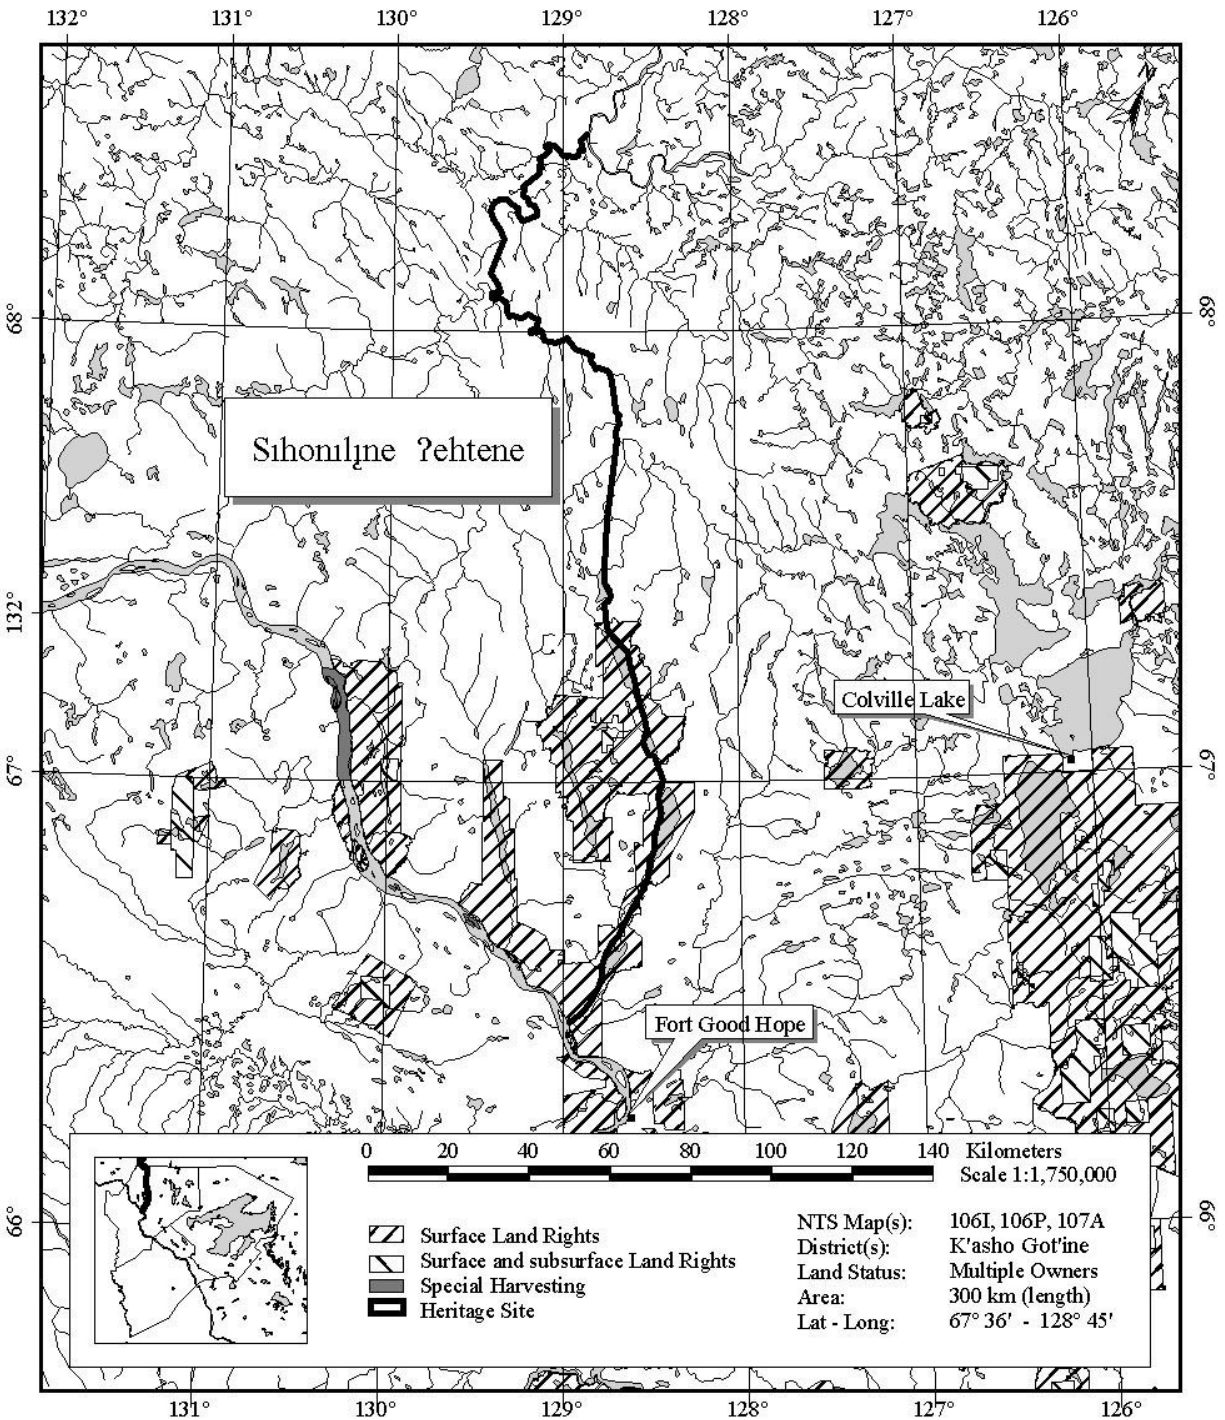 132° 131° 130° 129° 128° 127° 126°
N
68° 68°
Sıhonılı̨ne ʔehtene
132°
Colville Lake
67° 67°
Fort Good Hope
0 20 40 60 80 100 120 140 Kilometers
Scale 1:1,750,000
66° 66°
Surface Land Rights
Surface and subsurface Land Rights
Special Harvesting
Heritage Site
NTS Map(s): 106I, 106P, 107A
District(s): K'asho Got'ine
Land Status: Multiple Owners
Area: 300 km (length)
Lat - Long: 67° 36' - 128° 45'
131° 130° 129° 128° 127° 126°